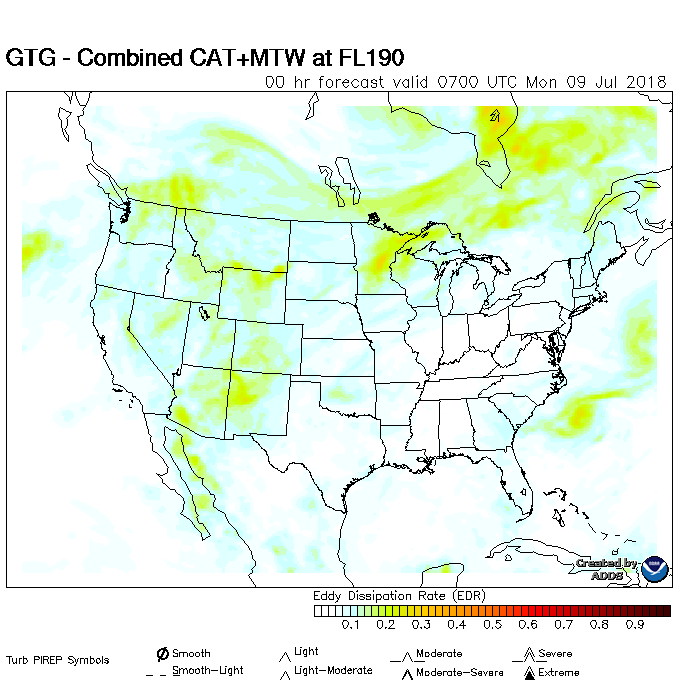 GTG - Combined CAT+MTW at FL190
00 hr forecast valid 0700 UTC Mon 09 Jul 2018
Created by
ADDS
Eddy Dissipation Rate (EDR)
0.1 0.2 0.3 0.4 0.5 0.6 0.7 0.8 0.9
Turb PIREP Symbols
Smooth Light Moderate Severe
Smooth-Light Light-Moderate Moderate-Severe Extreme